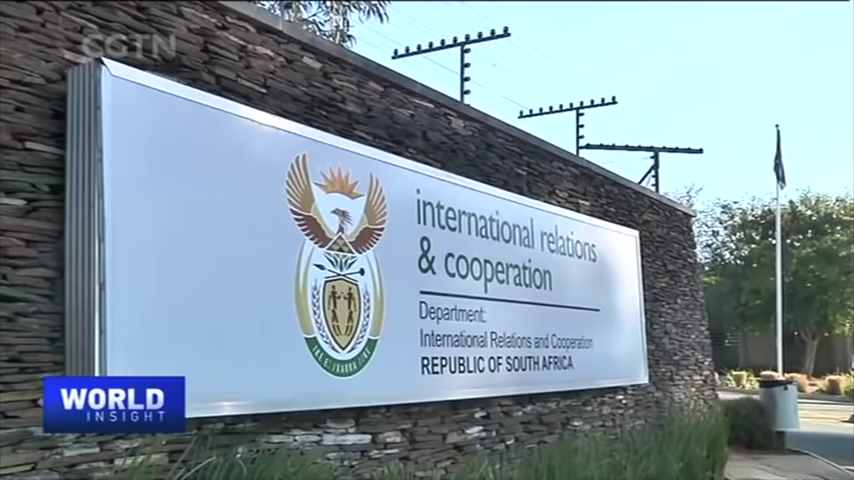 CGTN
international relations
& cooperation
Department:
International Relations and Cooperation
REPUBLIC OF SOUTH AFRICA
WORLD
INSIGHT